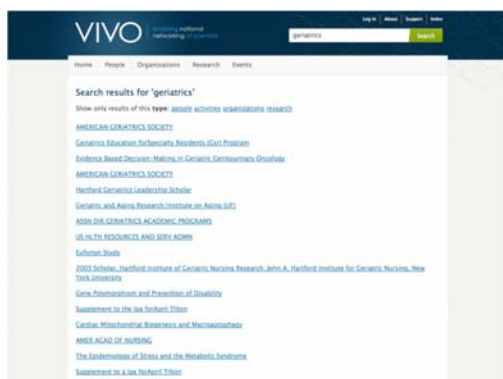 Log in About Support Index
VIVO enabling national
networking of scientists
geriatrics Search
Home People Organizations Research Events
Search results for 'geriatrics'
Show only results of this type: people activities organizations research
AMERICAN GERIATRICS SOCIETY
Geriatrics Education forSpecialty Residents (Gsr) Program
Evidence Based Decision-Making in Geriatric Genitourinary Oncology
AMERICAN GERIATRICS SOCIETY
Hartford Geriatrics Leadership Scholar
Geriatric and Aging Research/Institute on Aging (UF)
ASSN DIR GERIATRICS ACADEMIC PROGRAMS
US HLTH RESOURCES AND SERV ADMN
Study
2003 Scholar, Hartford Institute of Geriatric Nursing Research, John A. Hartford Institute for Geriatric Nursing, New
York University
Gene Polymorphism and Prevention of Disability
Supplement to the Ipa forApril Tilton
Cardiac Mitochondrial Biogenesis and Macroautophagy
AMER ACAD OF NURSING
The Epidemiology of Stress and the Metabolic Syndrome
Supplement to a Ipa forApril Tilton